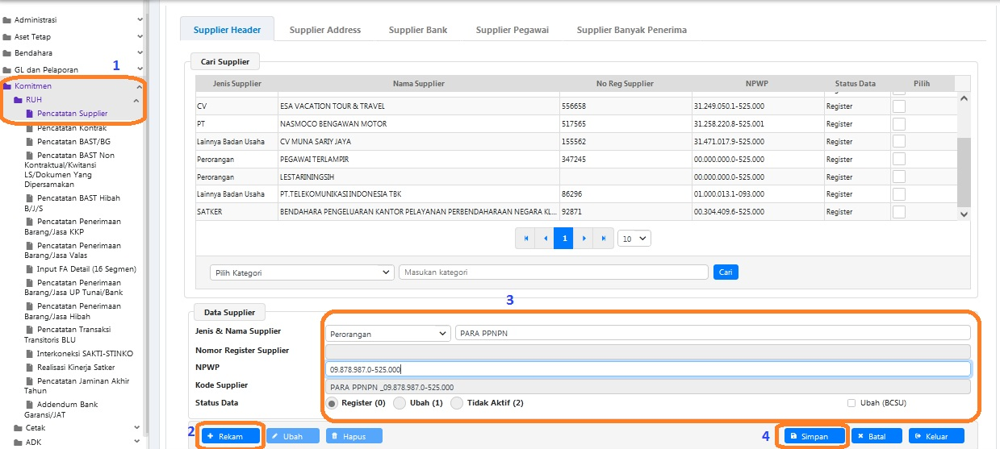 Administrasi
Aset Tetap
Bendahara
GL dan Pelaporan
1
Komitmen
RUH
Pencatatan Supplier
Pencatatan Kontrak
Pencatatan BAST/BG
Pencatatan BAST Non
Kontraktual/Kwitansi
LS/Dokumen Yang
Dipersamakan
Pencatatan BAST Hibah
B/J/S
Pencatatan Penerimaan
Barang/Jasa KKP
Pencatatan Penerimaan
Barang/Jasa Valas
Input FA Detail (16 Segmen)
Pencatatan Penerimaan
Barang/Jasa UP Tunai/Bank
Pencatatan Penerimaan
Barang/Jasa Hibah
Pencatatan Transaksi
Transitoris BLU
Interkoneksi SAKTI-STINKO
Realisasi Kinerja Satker
Pencatatan Jaminan Akhir
Tahun
Addendum Bank
Garansi/JAT
Cetak
ADK
Supplier Header Supplier Address Supplier Bank Supplier Pegawai Supplier Banyak Penerima
Cari Supplier
Jenis Supplier Nama Supplier No Reg Supplier NPWP Status Data Pilih
CV ESA VACATION TOUR & TRAVEL 556658 31.249.050.1-525.000 Register
PT NASMOCO BENGAWAN MOTOR 517565 31.258.220.8-525.001 Register
Lainnya Badan Usaha CV MUNA SARIY JAYA 155562 31.471.017.9-525.000 Register
Perorangan PEGAWAI TERLAMPIR 347245 00.000.000.0-525.000 Register
Perorangan LESTARININGSIH 00.000.000.0-525.000 Register
Lainnya Badan Usaha PT.TELEKOMUNIKASI INDONESIA TBK 86296 01.000.013.1-093.000 Register
SATKER BENDAHARA PENGELUARAN KANTOR PELAYANAN PERBENDAHARAAN NEGARA KL... 92871 00.304.409.6-525.000 Register
1 10
Pilih Kategori Masukan kategori Cari
3
Data Supplier
Jenis & Nama Supplier Perorangan PARA PPNPN
Nomor Register Supplier
NPWP 09.878.987.0-525.000
Kode Supplier PARA PPNPN _09.878.987.0-525.000
Status Data Register (0) Ubah (1) Tidak Aktif (2) Ubah (BCSU)
2 Rekam Ubah Hapus 4 Simpan Batal Keluar